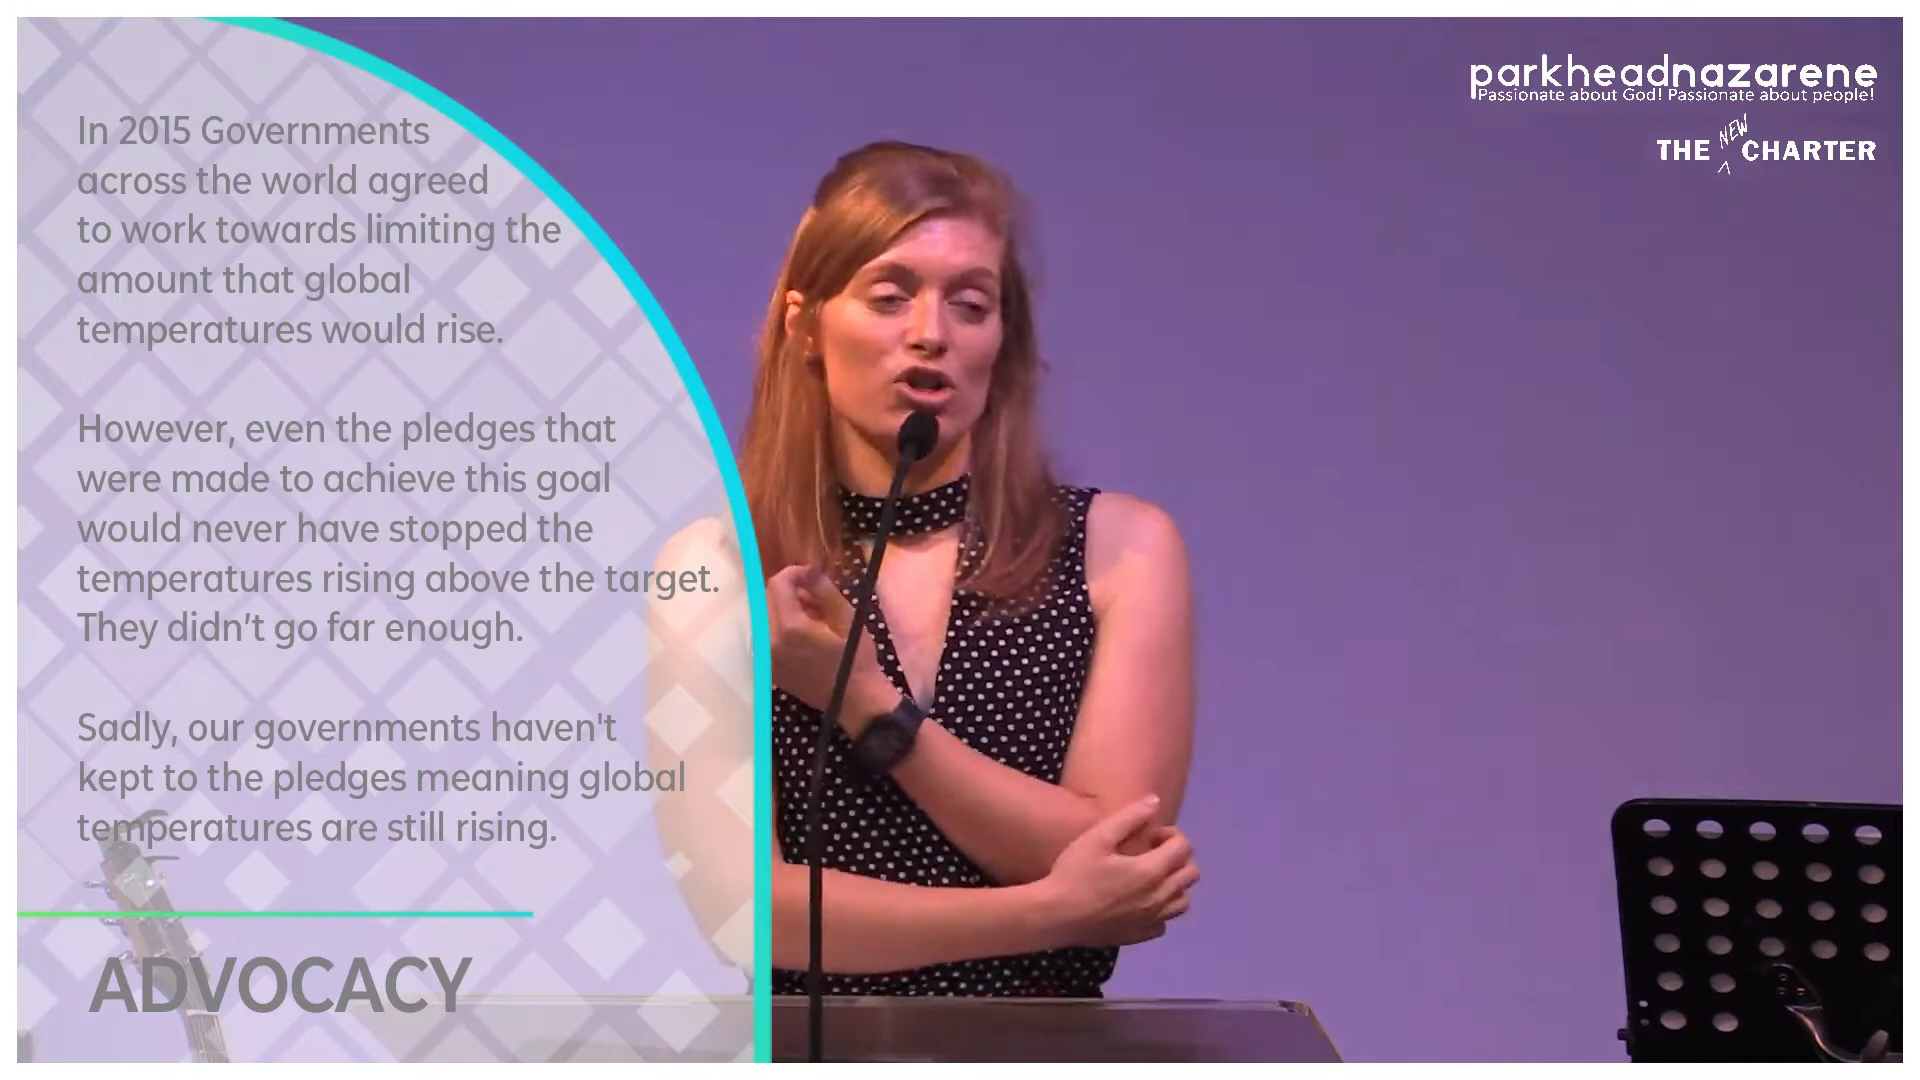 In 2015 Governments
across the world agreed
to work towards limiting the
amount that global
temperatures would rise.
However, even the pledges that
were made to achieve this goal
would never have stopped the
temperatures rising above the target.
They didn’t go far enough.
Sadly, our governments haven't
kept to the pledges meaning global
temperatures are still rising.
ADVOCACY
parkheadnazarene
Passionate about God! Passionate about people!
THE NEW CHARTER